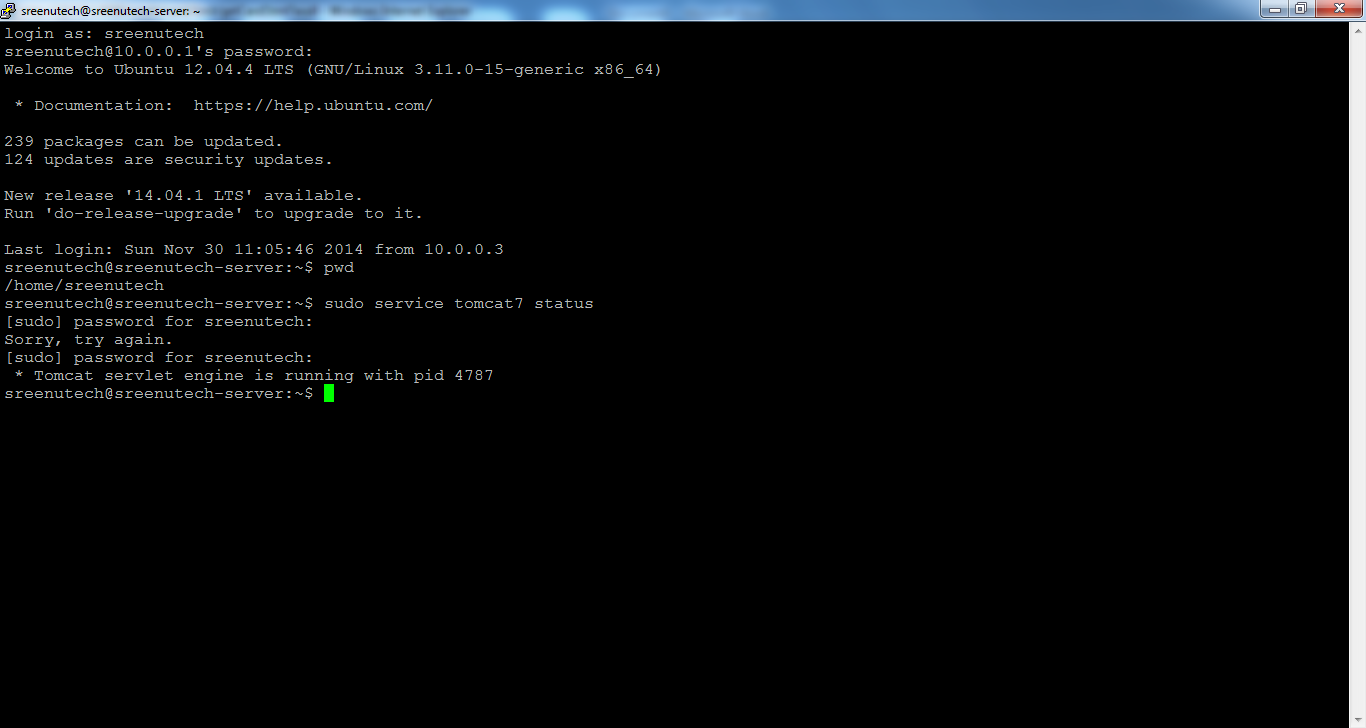 sreenutech@sreenutech-server: ~
login as: sreenutech
sreenutech@10.0.0.1's password:
Welcome to Ubuntu 12.04.4 LTS (GNU/Linux 3.11.0-15-generic x86_64)
* Documentation:  https://help.ubuntu.com/
239 packages can be updated.
124 updates are security updates.
New release '14.04.1 LTS' available.
Run 'do-release-upgrade' to upgrade to it.
Last login: Sun Nov 30 11:05:46 2014 from 10.0.0.3
sreenutech@sreenutech-server:~$ pwd
/home/sreenutech
sreenutech@sreenutech-server:~$ sudo service tomcat7 status
[sudo] password for sreenutech:
Sorry, try again.
[sudo] password for sreenutech:
* Tomcat servlet engine is running with pid 4787
sreenutech@sreenutech-server:~$